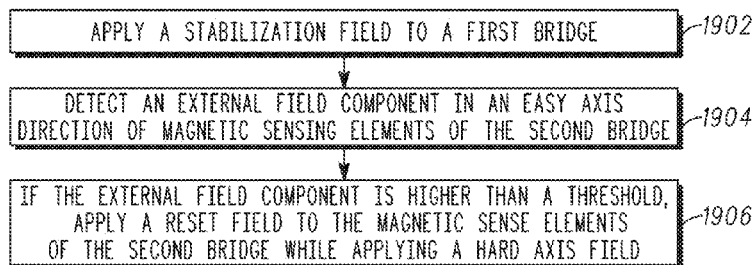 APPLY A STABILIZATION FIELD TO A FIRST BRIDGE
1902
DETECT AN EXTERNAL FIELD COMPONENT IN AN EASY AXIS
DIRECTION OF MAGNETIC SENSING ELEMENTS OF THE SECOND BRIDGE
1904
IF THE EXTERNAL FIELD COMPONENT IS HIGHER THAN A THRESHOLD,
APPLY A RESET FIELD TO THE MAGNETIC SENSE ELEMENTS
OF THE SECOND BRIDGE WHILE APPLYING A HARD AXIS FIELD
1906